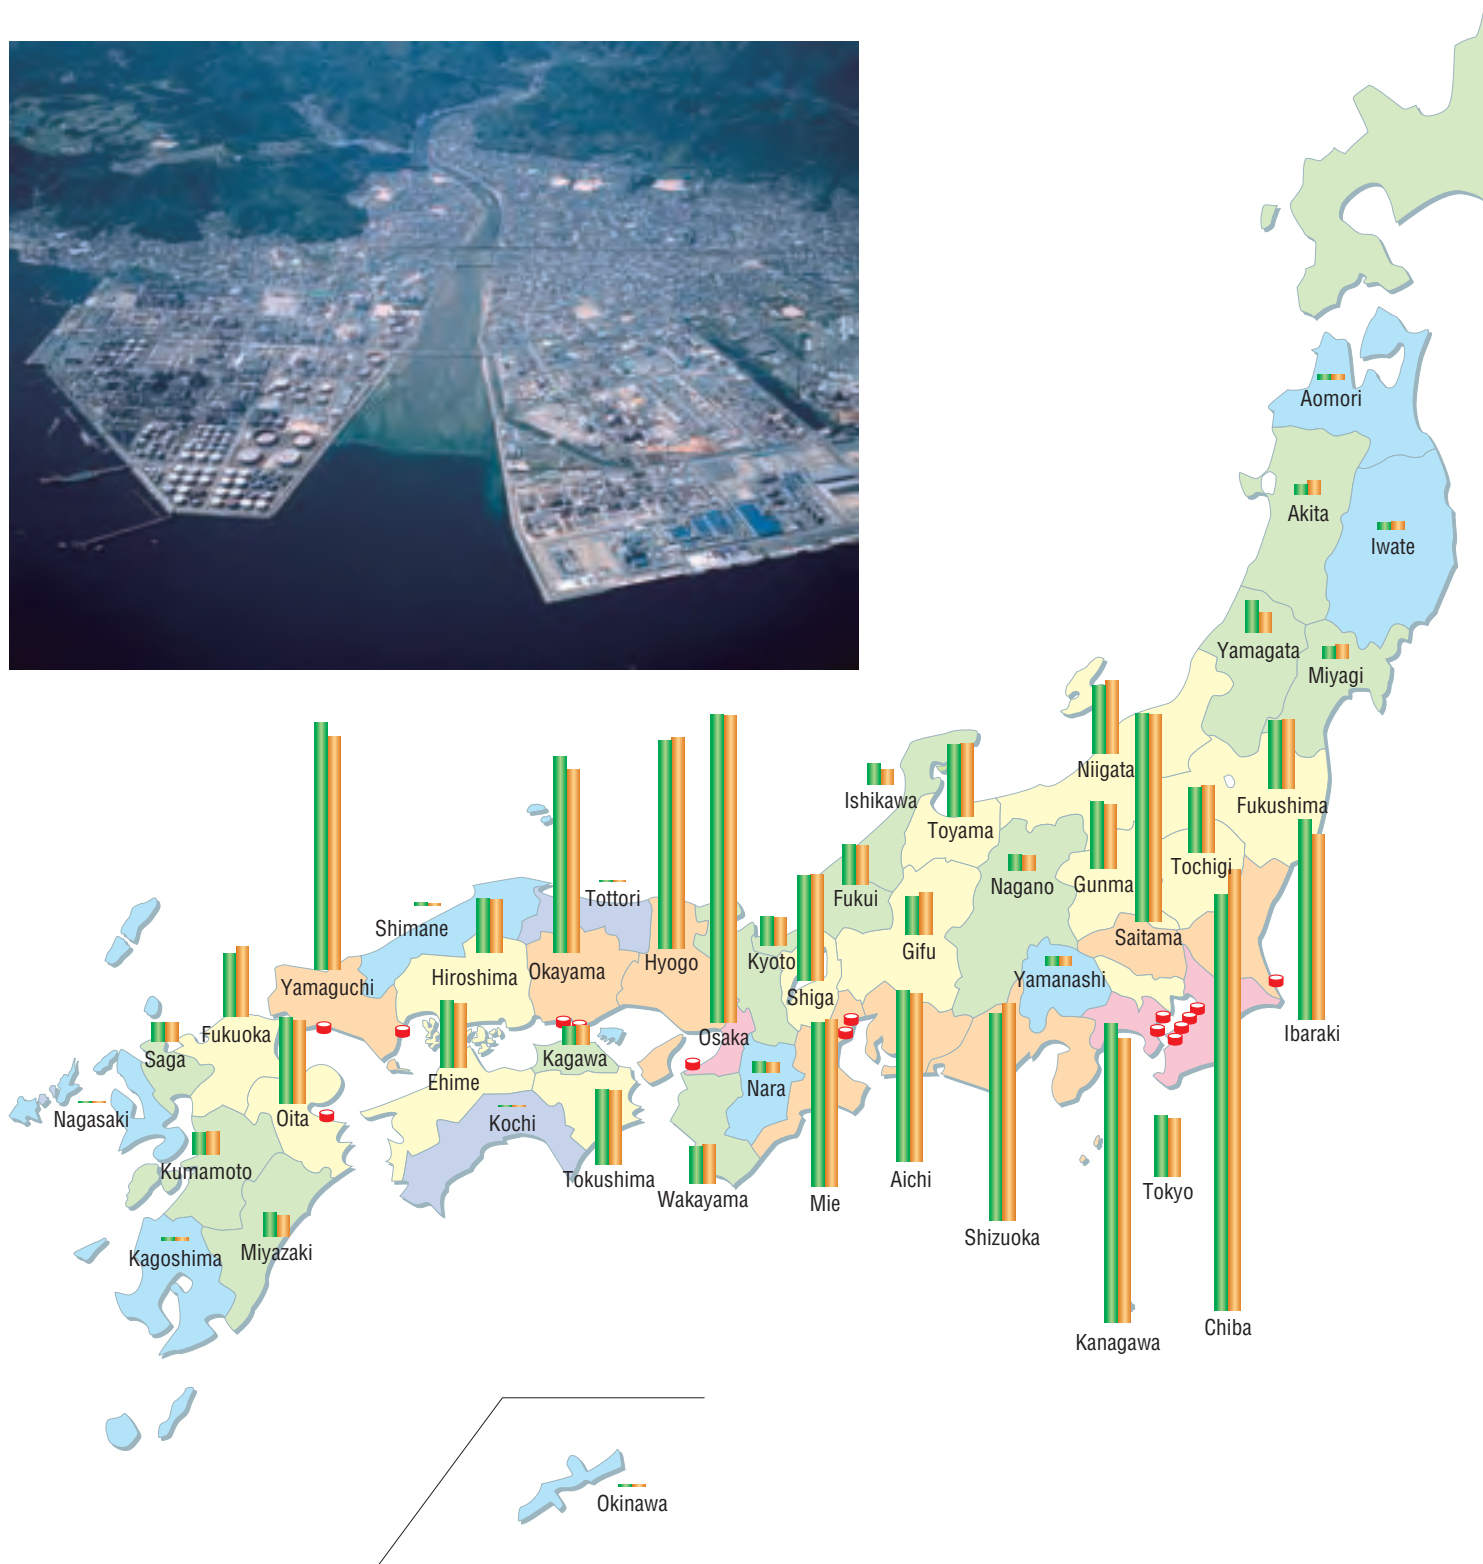 Aomori
Akita
Iwate
Yamagata
Miyagi
Niigata
Fukushima
Ishikawa
Toyama
Tochigi
Gunma
Nagano
Fukui
Tottori
Shimane
Saitama
Gifu
Hyogo
Kyoto
Okayama
Hiroshima
Yamanashi
Yamaguchi
Shiga
Ibaraki
Fukuoka
Osaka
Saga
Kagawa
Ehime
Nara
Nagasaki
Oita
Kochi
Kumamoto
Tokushima
Aichi
Wakayama
Tokyo
Mie
Shizuoka
Miyazaki
Kagoshima
Chiba
Kanagawa
Okinawa